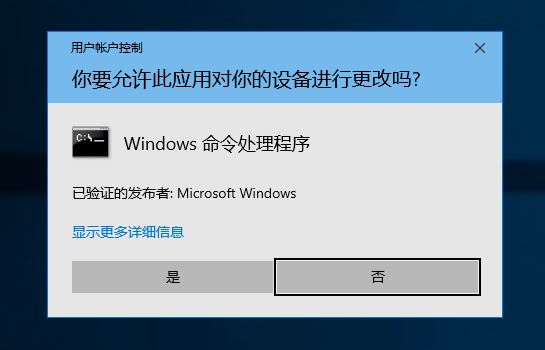 用户帐户控制
你要允许此应用对你的设备进行更改吗?
C:\_
Windows 命令处理程序
已验证的发布者: Microsoft Windows
显示更多详细信息
是
否